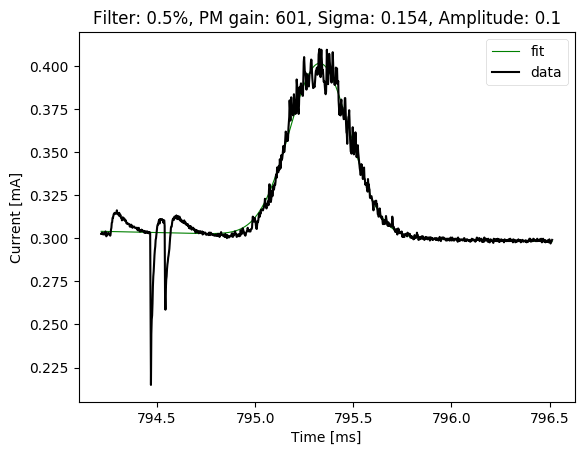 Filter: 0.5%, PM gain: 601, Sigma: 0.154, Amplitude: 0.1
fit
data
0.400
0.375
0.350
0.325
0.300
0.275
0.250
0.225
Current [mA]
794.5 795.0 795.5 796.0 796.5
Time [ms]